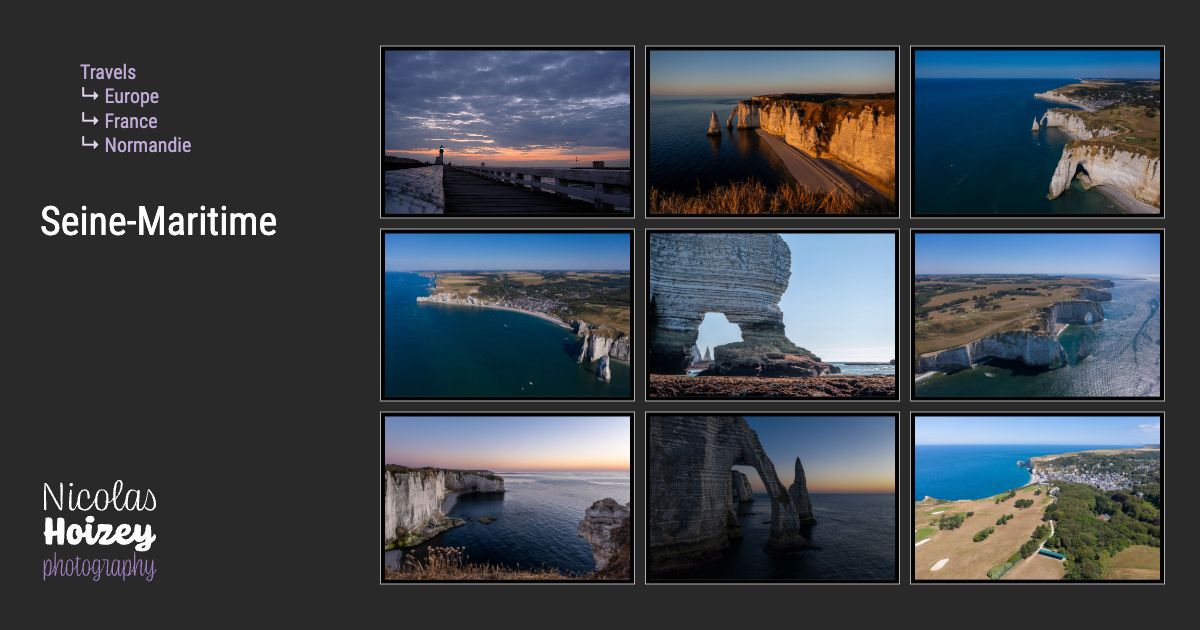 Travels
↳ Europe
↳ France
↳ Normandie
Seine-Maritime
Nicolas
Hoizey
photography